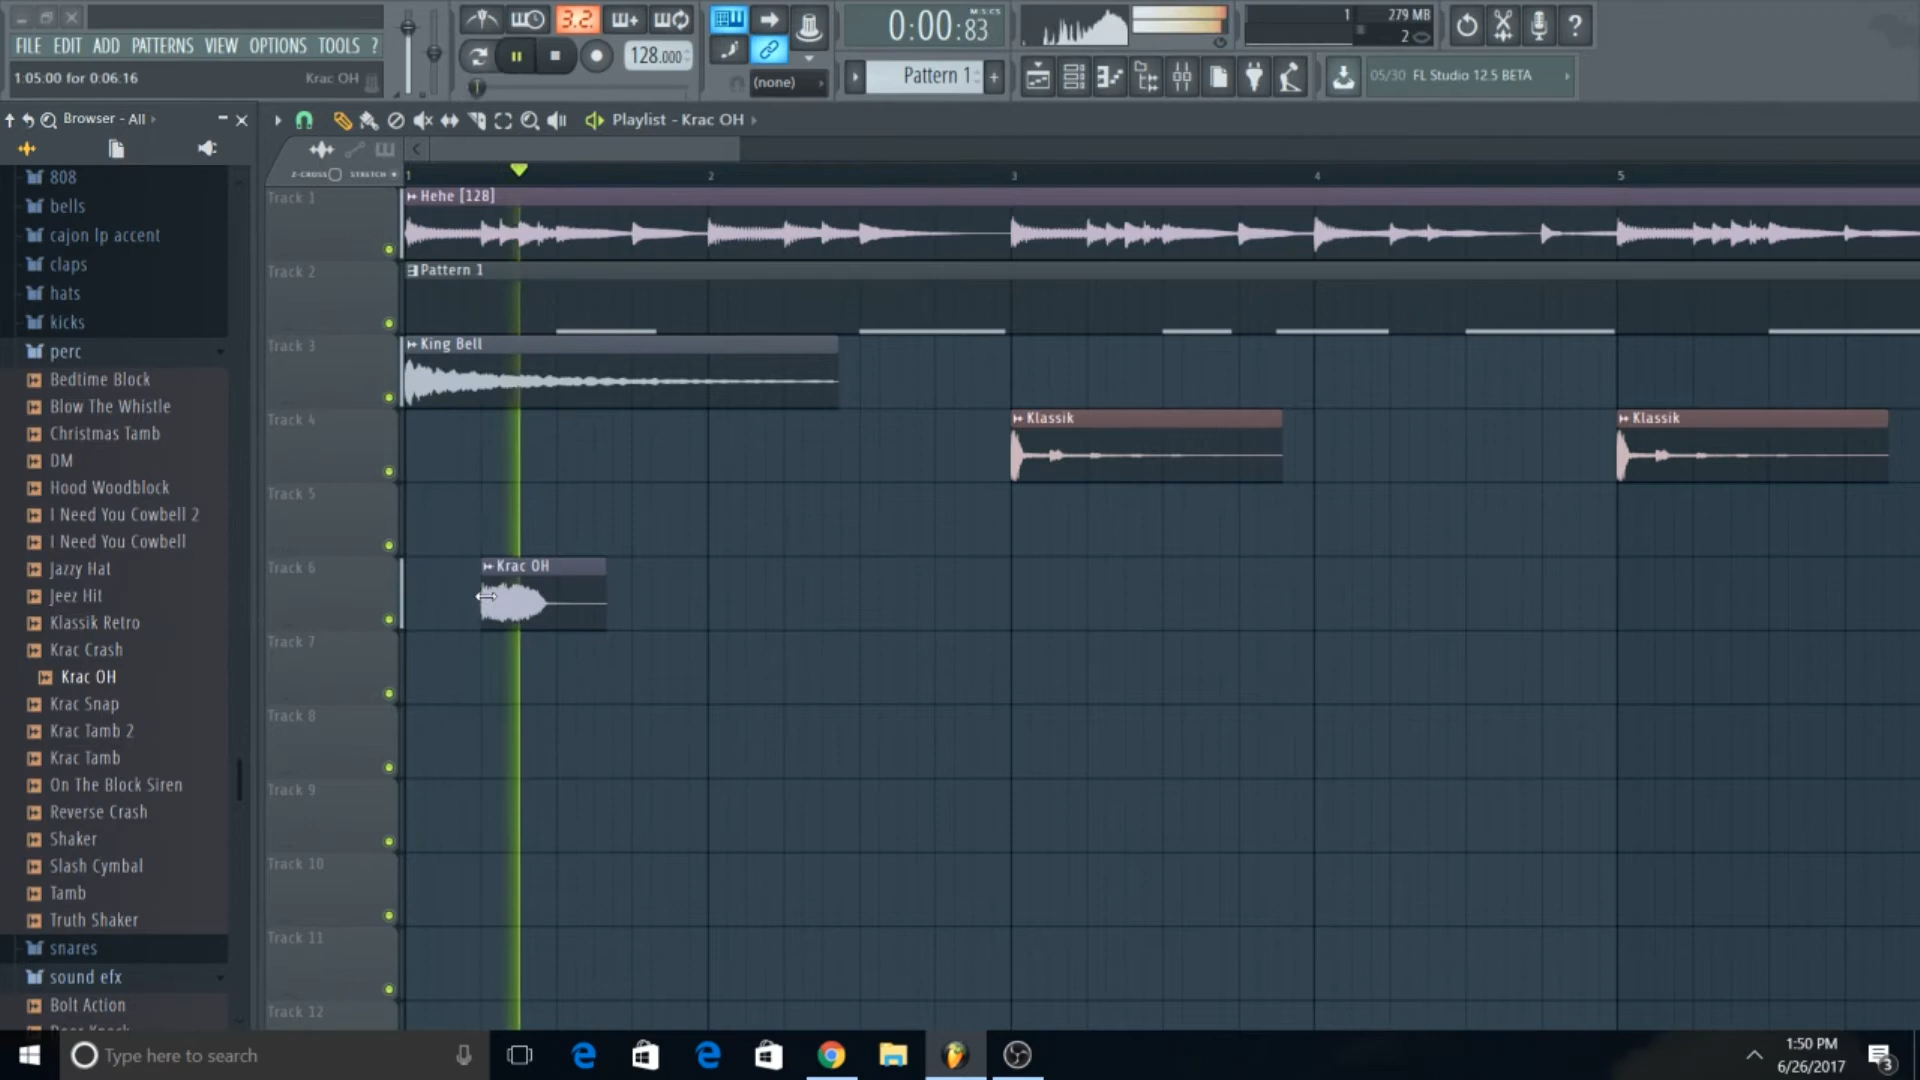 FILE EDIT ADD PATTERNS VIEW OPTIONS TOOLS ?
1:05:00 for 0:06:16 Krac OH
3.2.
128.000
(none)
0:00:83
M:S:CS
Pattern 1
+
1 279 MB
2
?
05/30 FL Studio 12.5 BETA
Browser - All
Playlist - Krac OH
Z-CROSS STRETCH
1 2 3 4 5
808
bells
cajon lp accent
claps
hats
kicks
perc
Bedtime Block
Blow The Whistle
Christmas Tamb
DM
Hood Woodblock
I Need You Cowbell 2
I Need You Cowbell
Jazzy Hat
Jeez Hit
Klassik Retro
Krac Crash
Krac OH
Krac Snap
Krac Tamb 2
Krac Tamb
On The Block Siren
Reverse Crash
Shaker
Slash Cymbal
Tamb
Truth Shaker
snares
sound efx
Bolt Action
Track 1
Hehe [128]
Track 2
Pattern 1
Track 3
King Bell
Track 4
Klassik
Klassik
Track 5
Track 6
Krac OH
Track 7
Track 8
Track 9
Track 10
Track 11
Track 12
Type here to search
1:50 PM
6/26/2017
3